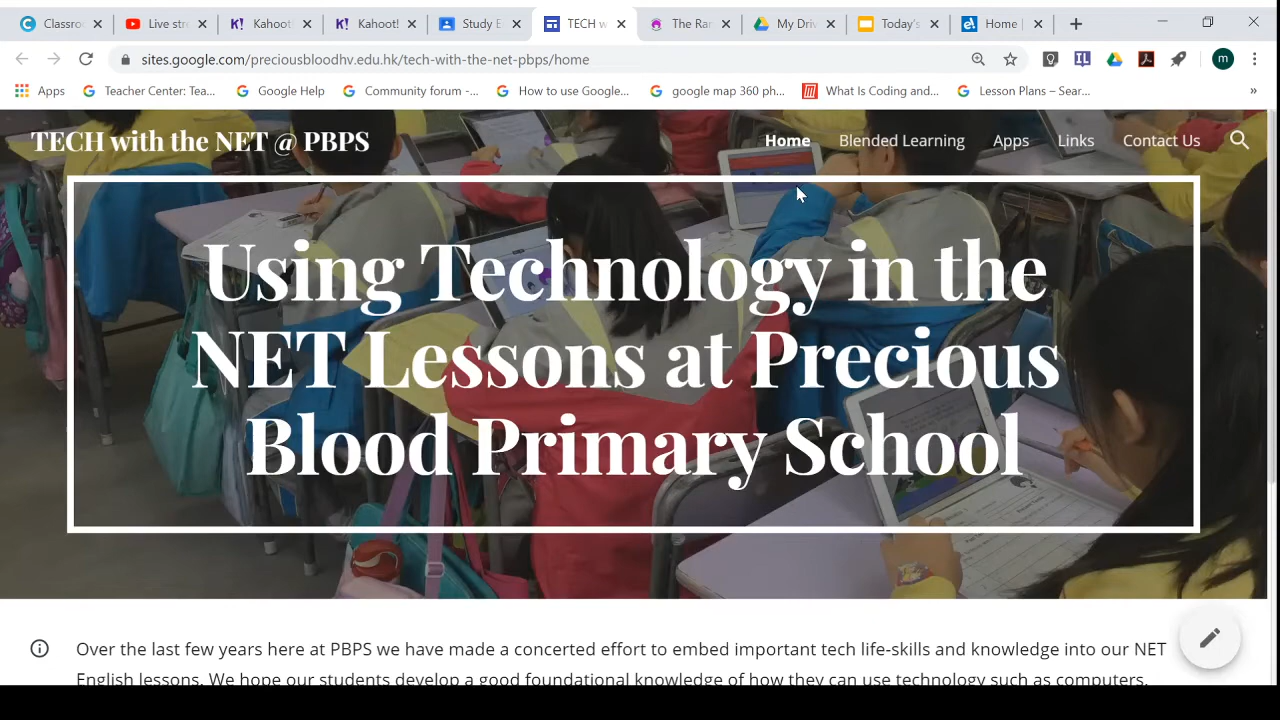 Classro
Live str
Kahoot
Kahoot!
Study E
TECH w
The Ran
My Driv
Today's
Home |
sites.google.com/preciousbloodhv.edu.hk/tech-with-the-net-pbps/home
m
Apps
Teacher Center: Tea...
Google Help
Community forum -...
How to use Google...
google map 360 ph...
What Is Coding and...
Lesson Plans – Sear...
»
TECH with the NET @ PBPS
Home
Blended Learning
Apps
Links
Contact Us
Using Technology in the
NET Lessons at Precious
Blood Primary School
Over the last few years here at PBPS we have made a concerted effort to embed important tech life-skills and knowledge into our NET
English lessons. We hope our students develop a good foundational knowledge of how they can use technology such as computers,